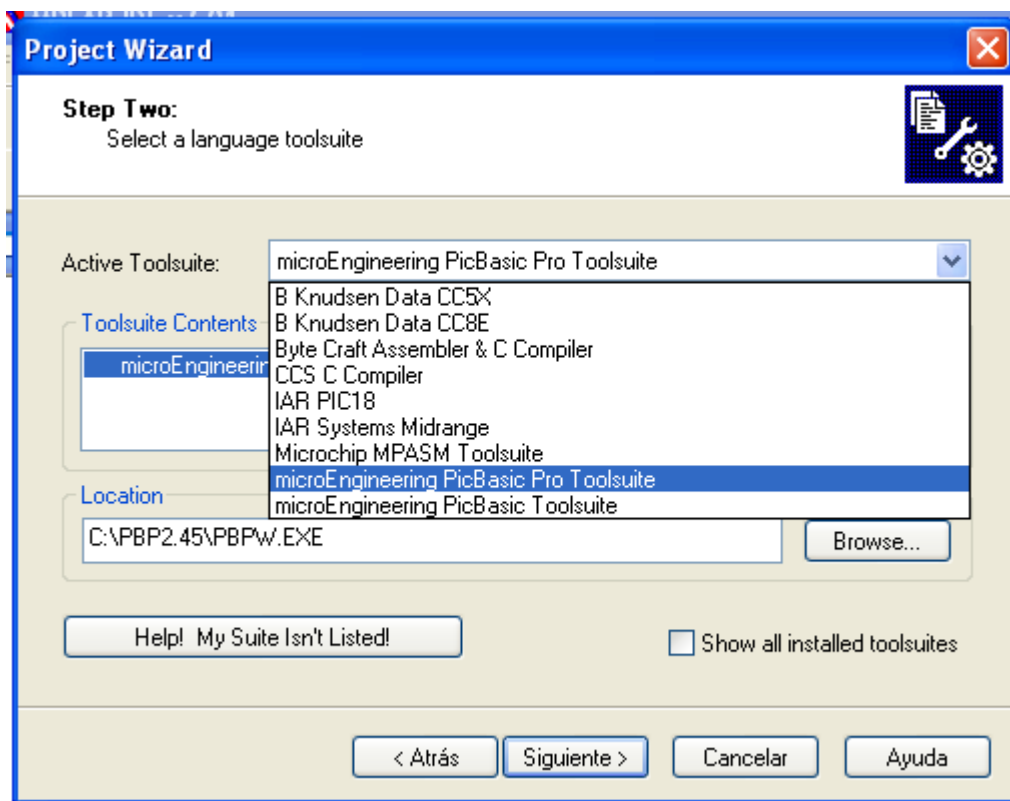 Project Wizard
Step Two:
Select a language toolsuite
Active Toolsuite:
microEngineering PicBasic Pro Toolsuite
B Knudsen Data CC5X
B Knudsen Data CC8E
Byte Craft Assembler & C Compiler
CCS C Compiler
IAR PIC18
IAR Systems Midrange
Microchip MPASM Toolsuite
microEngineering PicBasic Pro Toolsuite
microEngineering PicBasic Toolsuite
Toolsuite Contents
microEngineerin
Location
C:\PBP2.45\PBPW.EXE
Browse...
Help! My Suite Isn't Listed!
Show all installed toolsuites
< Atrás
Siguiente >
Cancelar
Ayuda